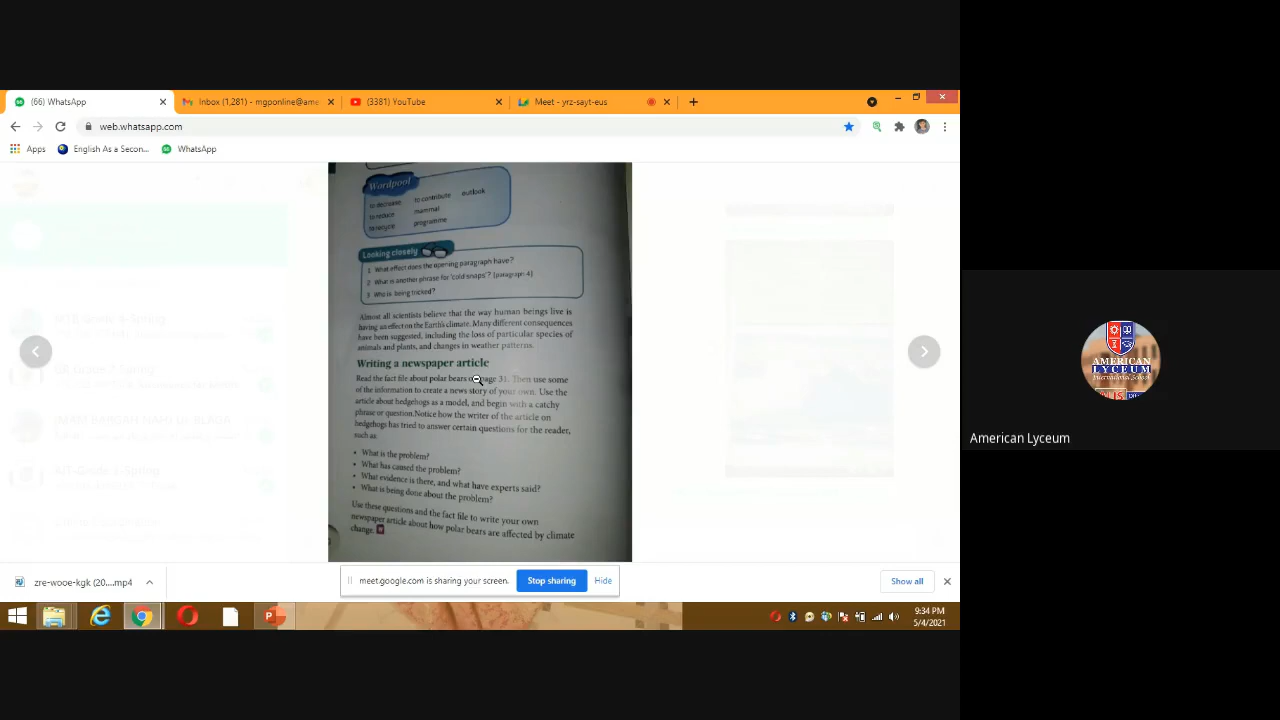 (66) WhatsApp
Inbox (1,281) - mgponline@ame
(3381) YouTube
Meet - yrz-sayt-eus
web.whatsapp.com
Apps
English As a Secon...
WhatsApp
Wordpool
to decrease to contribute outlook
to reduce mammal
to recycle programme
Looking closely
1 What effect does the opening paragraph have?
2 What is another phrase for 'cold snaps'? [paragraph 4]
3 Who is being tricked?
Almost all scientists believe that the way human beings live is
having an effect on the Earth's climate. Many different consequences
have been suggested, including the loss of particular species of
animals and plants, and changes in weather patterns.
Writing a newspaper article
Read the fact file about polar bears on page 31. Then use some
of the information to create a news story of your own. Use the
article about hedgehogs as a model, and begin with a catchy
phrase or question. Notice how the writer of the article on
hedgehogs has tried to answer certain questions for the reader,
such as
• What is the problem?
• What has caused the problem?
• What evidence is there, and what have experts said?
• What is being done about the problem?
Use these questions and the fact file to write your own
newspaper article about how polar bears are affected by climate
change.
MYP Grade 4-Spring
KIT-Grade 3-Spring
zre-wooe-kgk (20....mp4
meet.google.com is sharing your screen.
Stop sharing
Hide
Show all
9:34 PM
5/4/2021
AMERICAN
LYCEUM
International School
American Lyceum